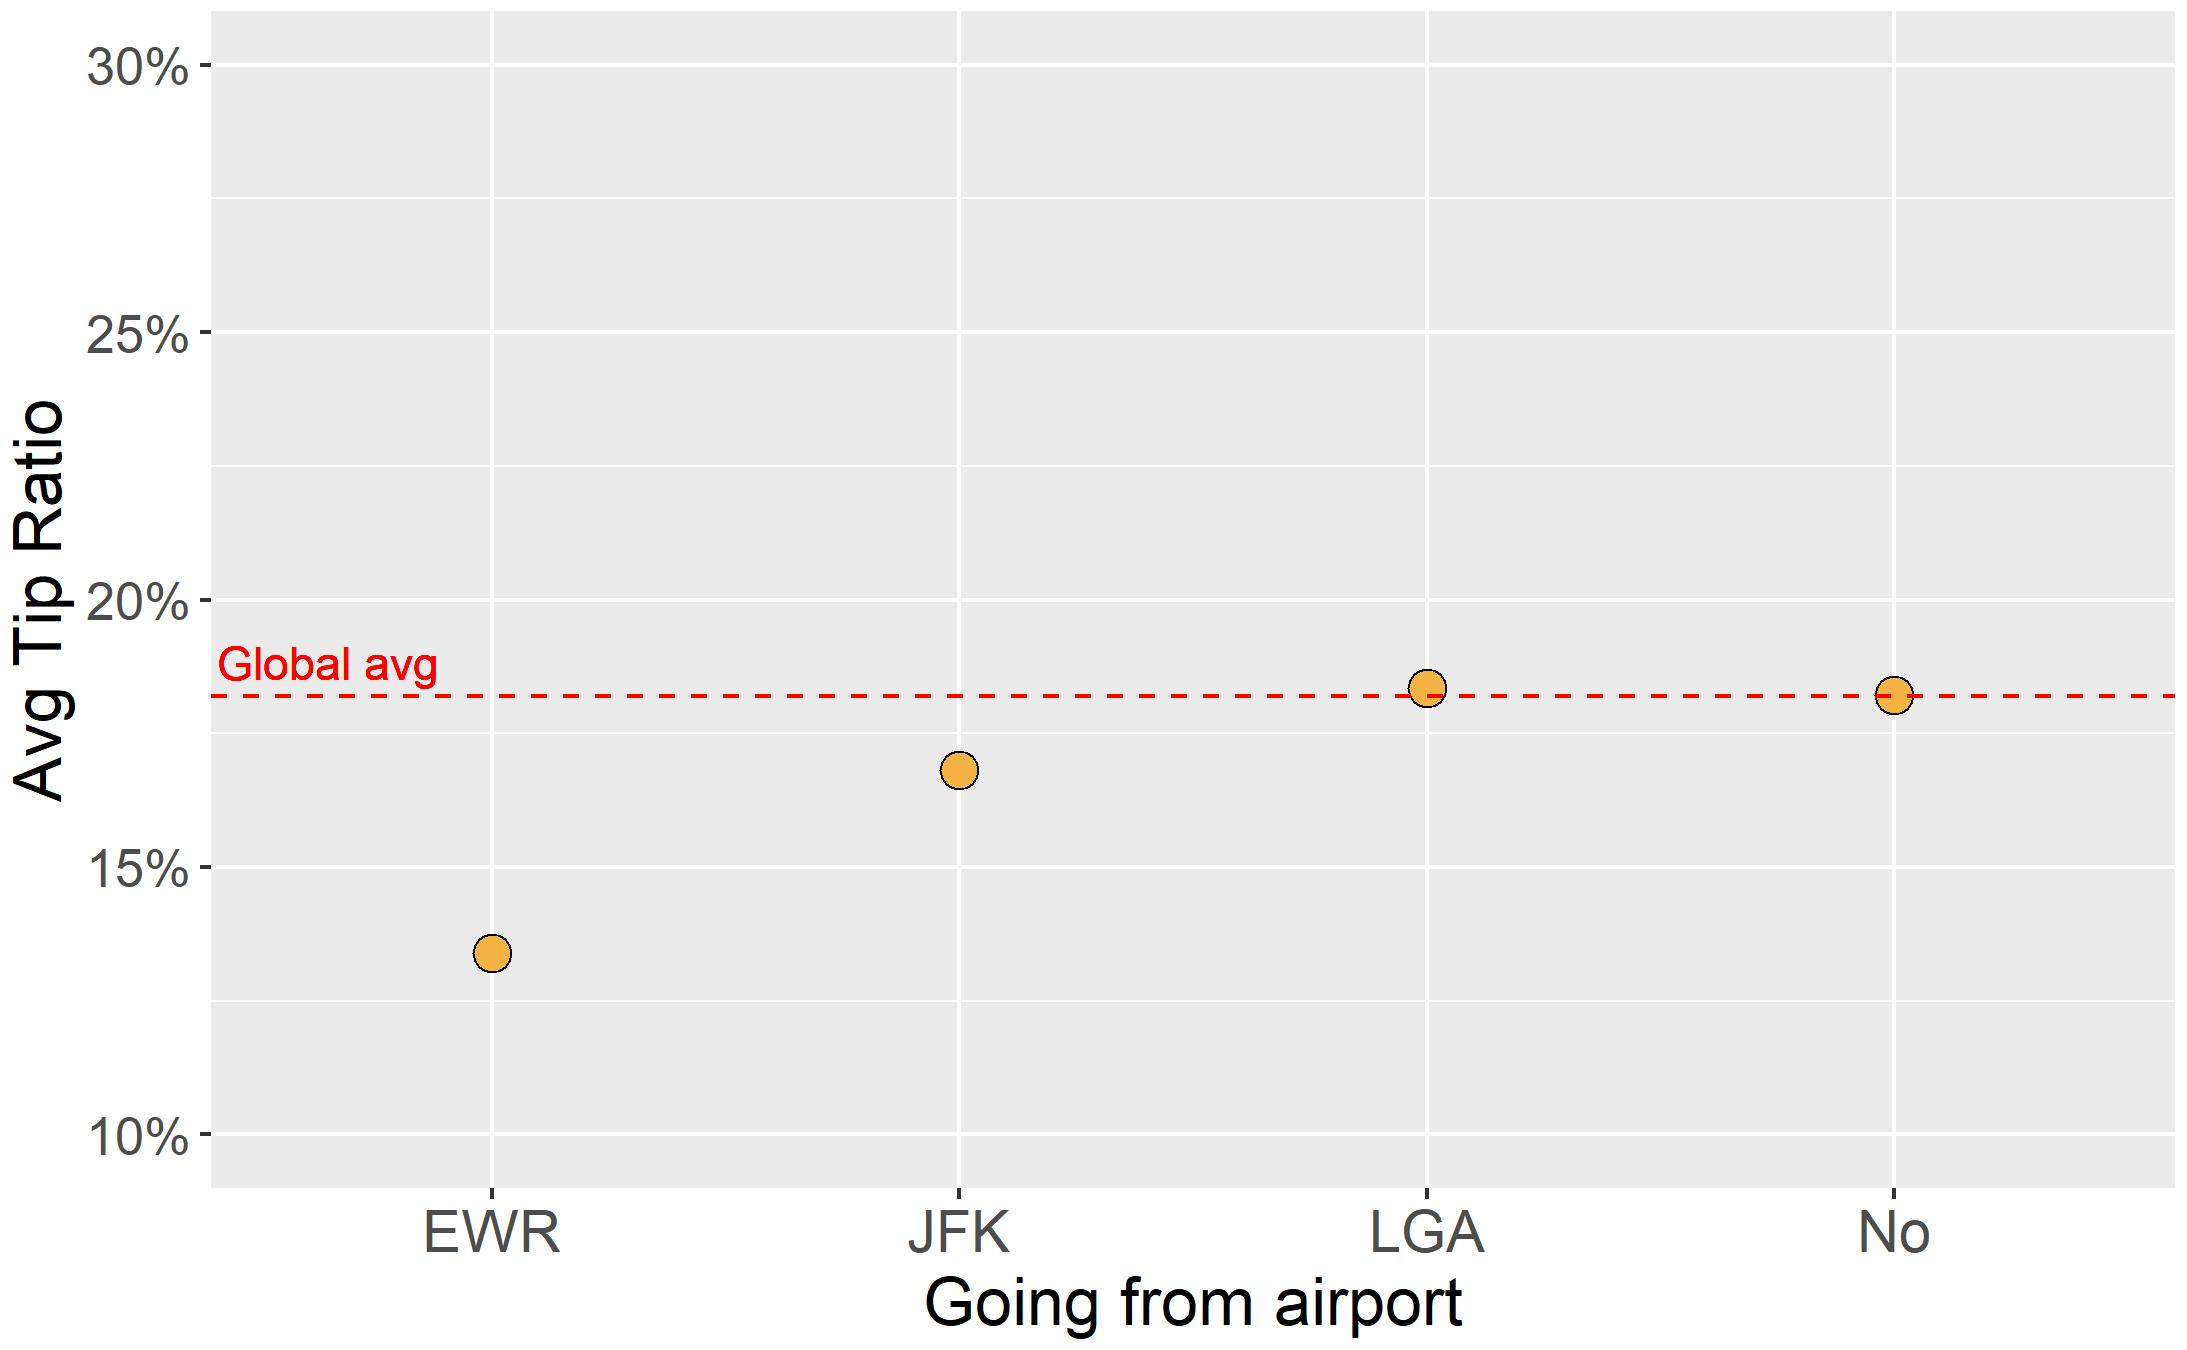 Avg Tip Ratio
30%
25%
20%
15%
10%
Global avg
EWR JFK LGA No
Going from airport